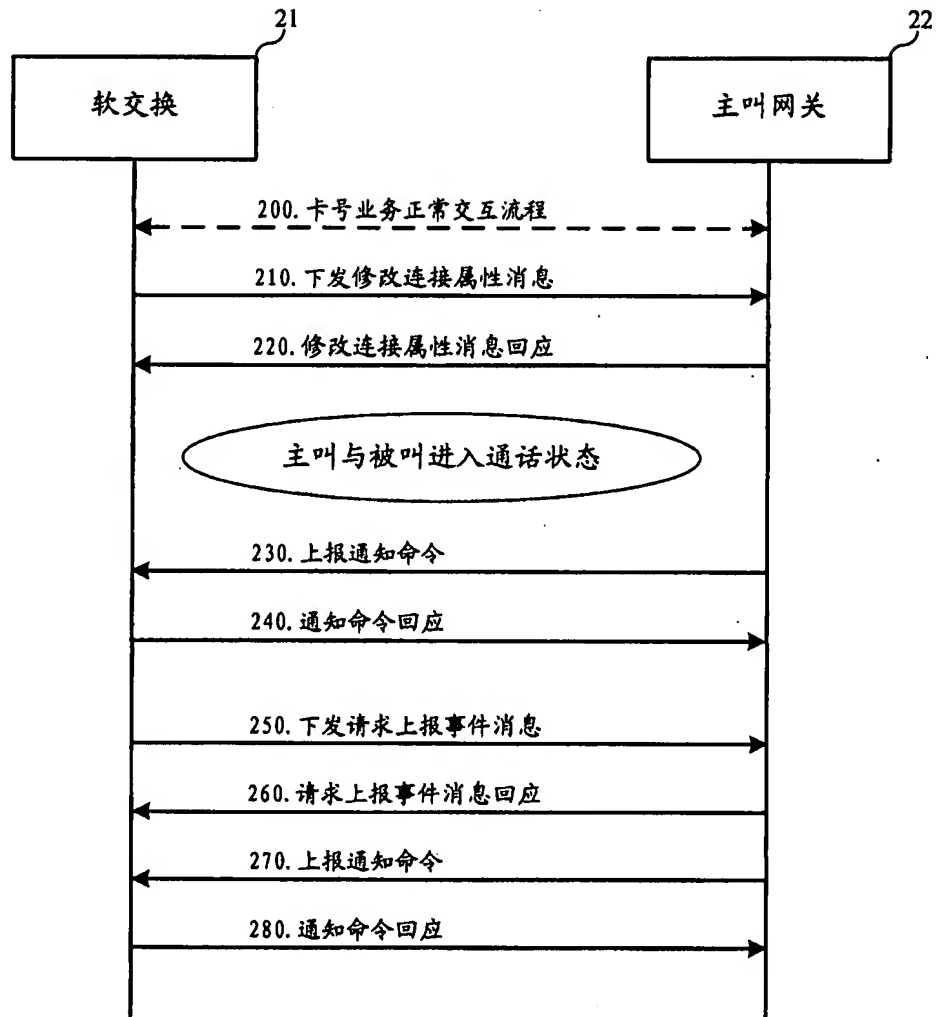 21
22
软交换
主叫网关
200.卡号业务正常交互流程
210.下发修改连接属性消息
220.修改连接属性消息回应
主叫与被叫进入通话状态
230.上报通知命令
240.通知命令回应
250.下发请求上报事件消息
260.请求上报事件消息回应
270.上报通知命令
280.通知命令回应